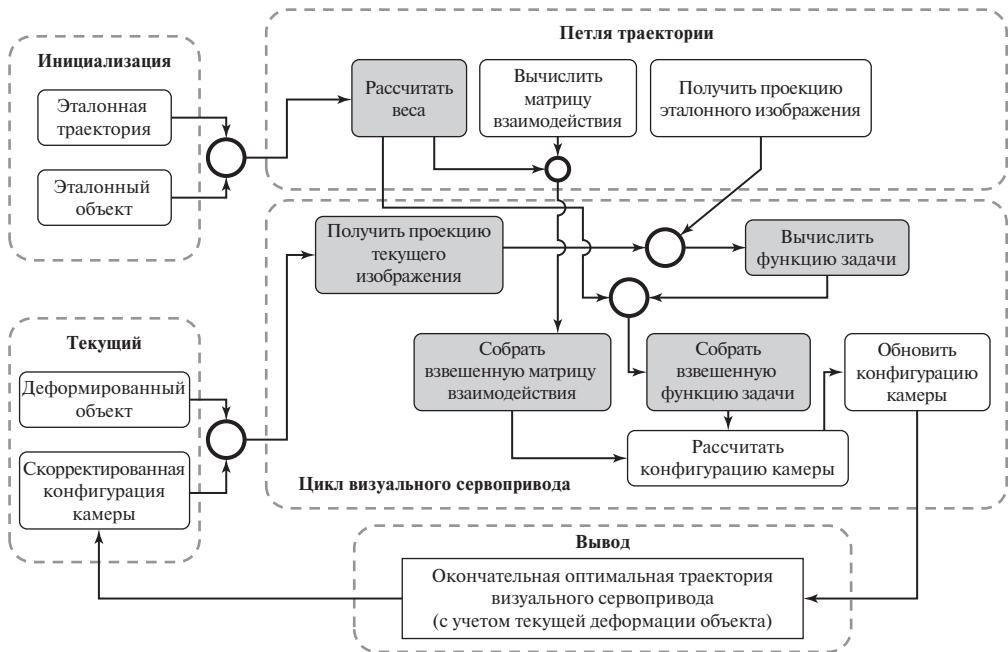 Инициализация
Эталонная
траектория
Эталонный
объект
Петля траектории
Рассчитать
веса
Вычислить
матрицу
взаимодействия
Получить проекцию
эталонного изображения
Получить проекцию
текущего
изображения
Вычислить
функцию задачи
Собрать
взвешенную матрицу
взаимодействия
Собрать
взвешенную
функцию задачи
Обновить
конфигурацию
камеры
Рассчитать
конфигурацию камеры
Цикл визуального сервопривода
Текущий
Деформированный
объект
Скорректированная
конфигурация
камеры
Вывод
Окончательная оптимальная траектория
визуального сервопривода
(с учетом текущей деформации объекта)